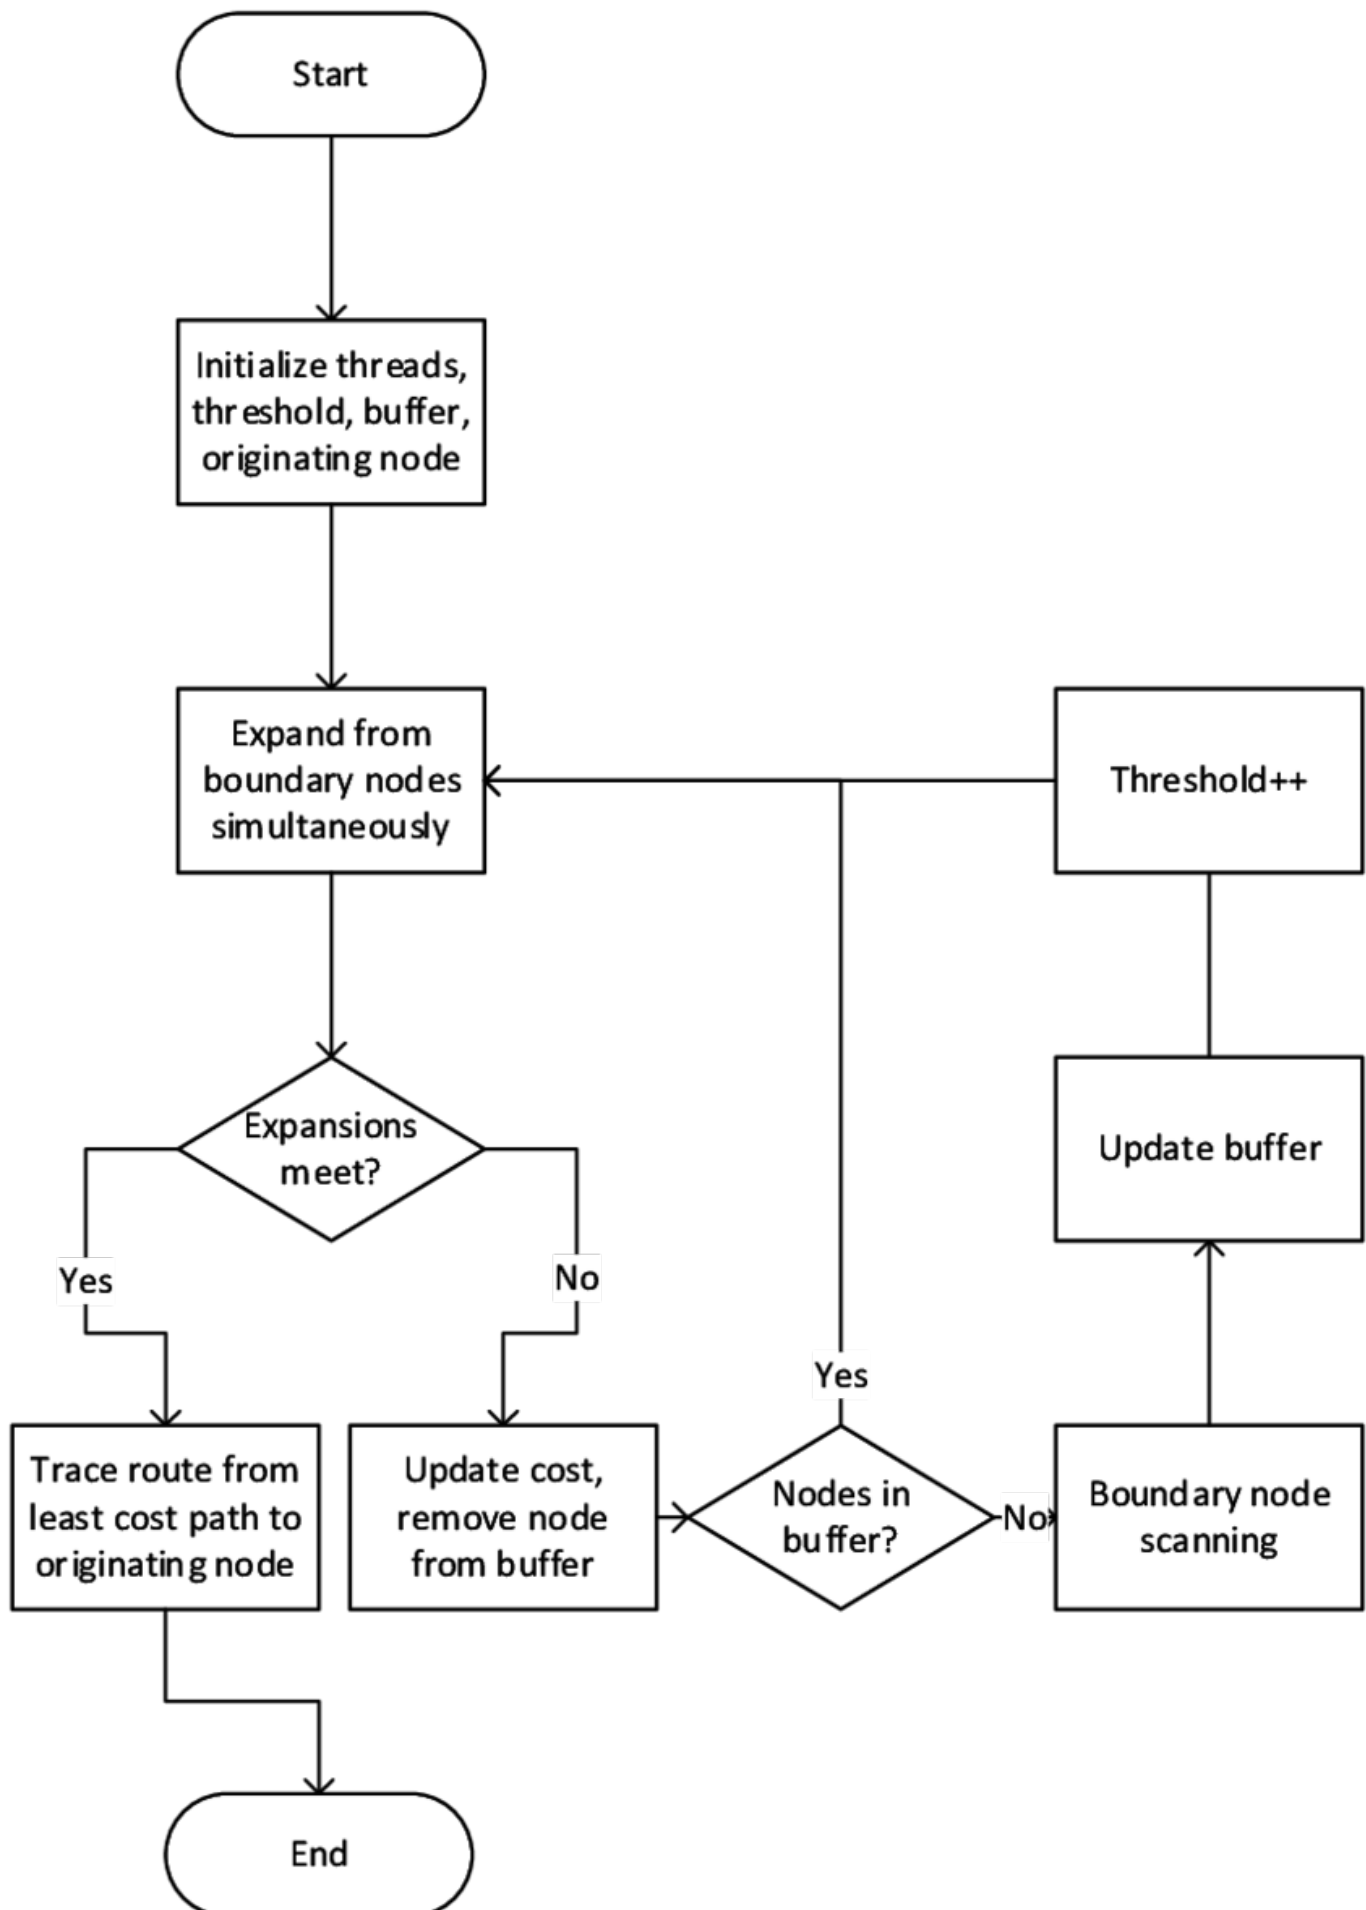 Start
Initialize threads,
threshold, buffer,
originating node
Expand from
boundary nodes
simultaneously
Threshold++
Expansions
meet?
Update buffer
Yes
No
Yes
Trace route from
least cost path to
originating node
Update cost,
remove node
from buffer
Nodes in
buffer?
No
Boundary node
scanning
End